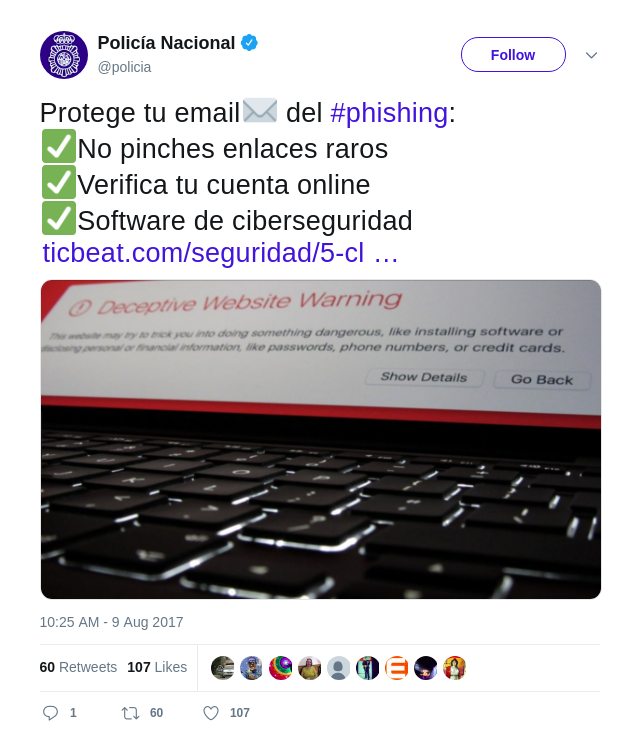 Policía Nacional
@policia
Follow
Protege tu email✉ del #phishing:
✅No pinches enlaces raros
✅Verifica tu cuenta online
✅Software de ciberseguridad
ticbeat.com/seguridad/5-cl …
Deceptive Website Warning
This website may try to trick you into doing something dangerous, like installing software or
disclosing personal or financial information, like passwords, phone numbers, or credit cards.
Show Details Go Back
10:25 AM - 9 Aug 2017
60 Retweets 107 Likes
1 60 107